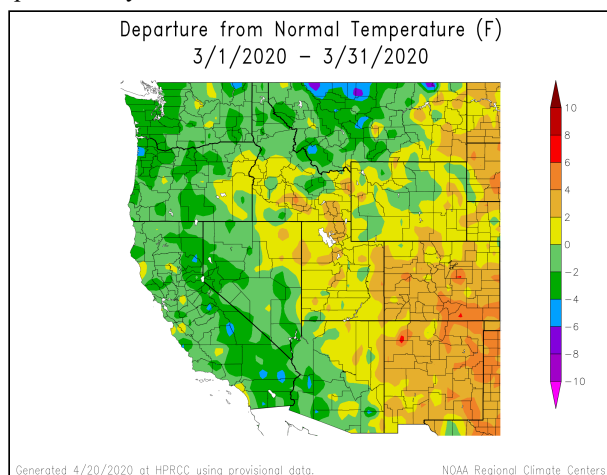 Departure from Normal Temperature (F)
3/1/2020 – 3/31/2020
10
8
6
4
2
0
−2
−4
−6
−8
−10
Generated 4/20/2020 at HPRCC using provisional data.
NOAA Regional Climate Centers